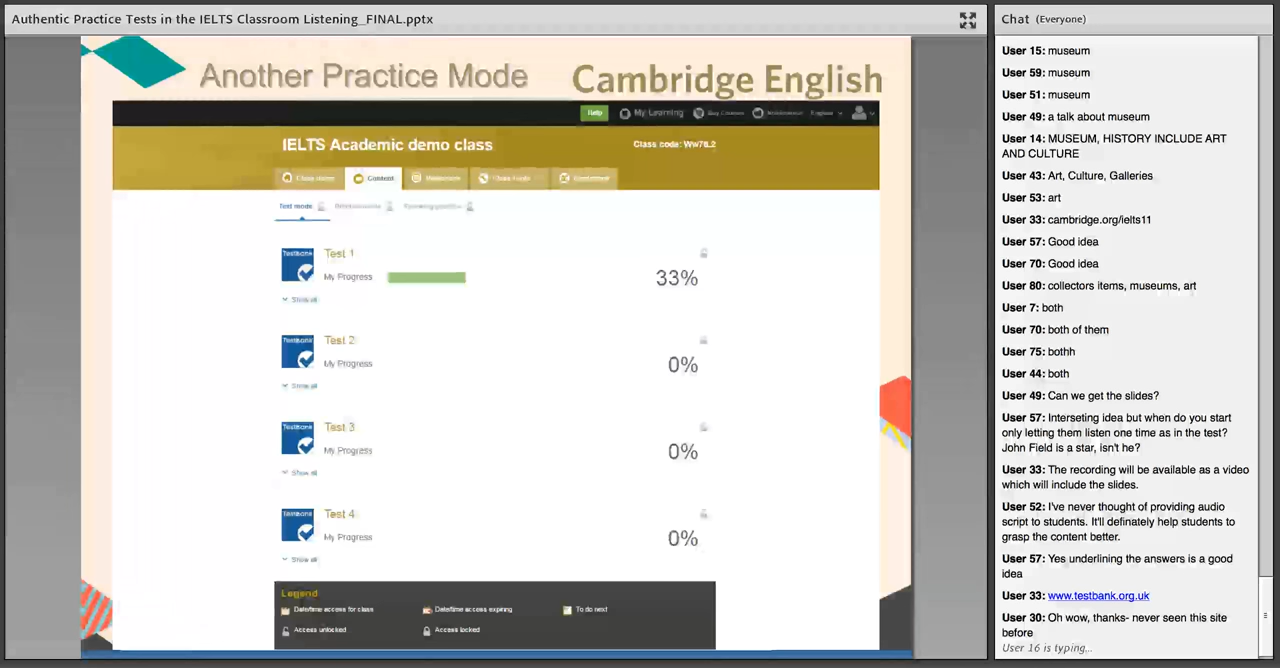 Authentic Practice Tests in the IELTS Classroom Listening_FINAL.pptx
Another Practice Mode
Cambridge English
Help
My Learning
IELTS Academic demo class
Class code: Ww78.2
Content
Test mode
Testbank
Test 1
My Progress
33%
Show all
Testbank
Test 2
My Progress
0%
Show all
Testbank
Test 3
My Progress
0%
Show all
Testbank
Test 4
My Progress
0%
Show all
Legend
Date/time access for class
Date/time access expiring
To do next
Access unlocked
Access locked
Chat (Everyone)
User 15: museum
User 59: museum
User 51: museum
User 49: a talk about museum
User 14: MUSEUM, HISTORY INCLUDE ART
AND CULTURE
User 43: Art, Culture, Galleries
User 53: art
User 33: cambridge.org/ielts11
User 57: Good idea
User 70: Good idea
User 80: collectors items, museums, art
User 7: both
User 70: both of them
User 75: bothh
User 44: both
User 49: Can we get the slides?
User 57: Interseting idea but when do you start
only letting them listen one time as in the test?
John Field is a star, isn't he?
User 33: The recording will be available as a video
which will include the slides.
User 52: I've never thought of providing audio
script to students. It'll definately help students to
grasp the content better.
User 57: Yes underlining the answers is a good
idea
User 33: www.testbank.org.uk
User 30: Oh wow, thanks- never seen this site
before
User 16 is typing...